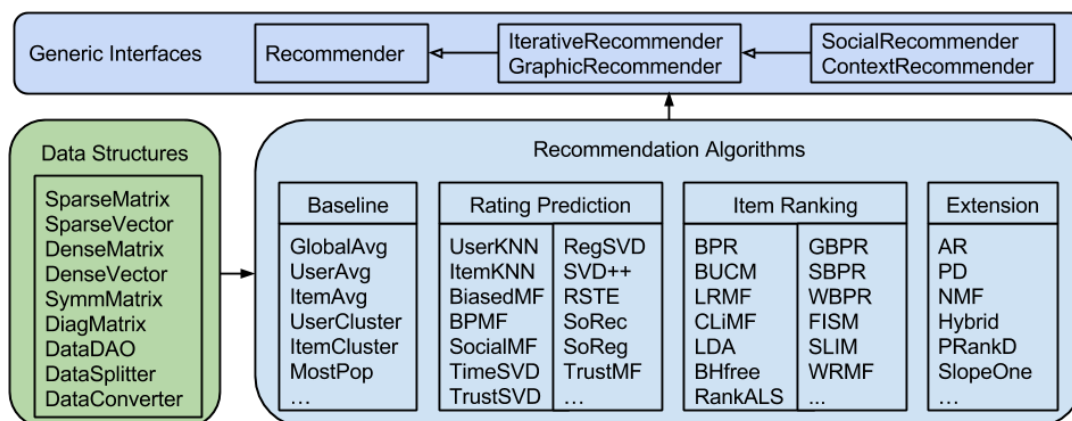 Generic Interfaces
Recommender
IterativeRecommender
GraphicRecommender
SocialRecommender
ContextRecommender
Data Structures
SparseMatrix
SparseVector
DenseMatrix
DenseVector
SymmMatrix
DiagMatrix
DataDAO
DataSplitter
DataConverter
Recommendation Algorithms
Baseline
GlobalAvg
UserAvg
ItemAvg
UserCluster
ItemCluster
MostPop
…
Rating Prediction
UserKNN
ItemKNN
BiasedMF
BPMF
SocialMF
TimeSVD
TrustSVD
RegSVD
SVD++
RSTE
SoRec
SoReg
TrustMF
…
Item Ranking
BPR
BUCM
LRMF
CLiMF
LDA
BHfree
RankALS
GBPR
SBPR
WBPR
FISM
SLIM
WRMF
...
Extension
AR
PD
NMF
Hybrid
PRankD
SlopeOne
…